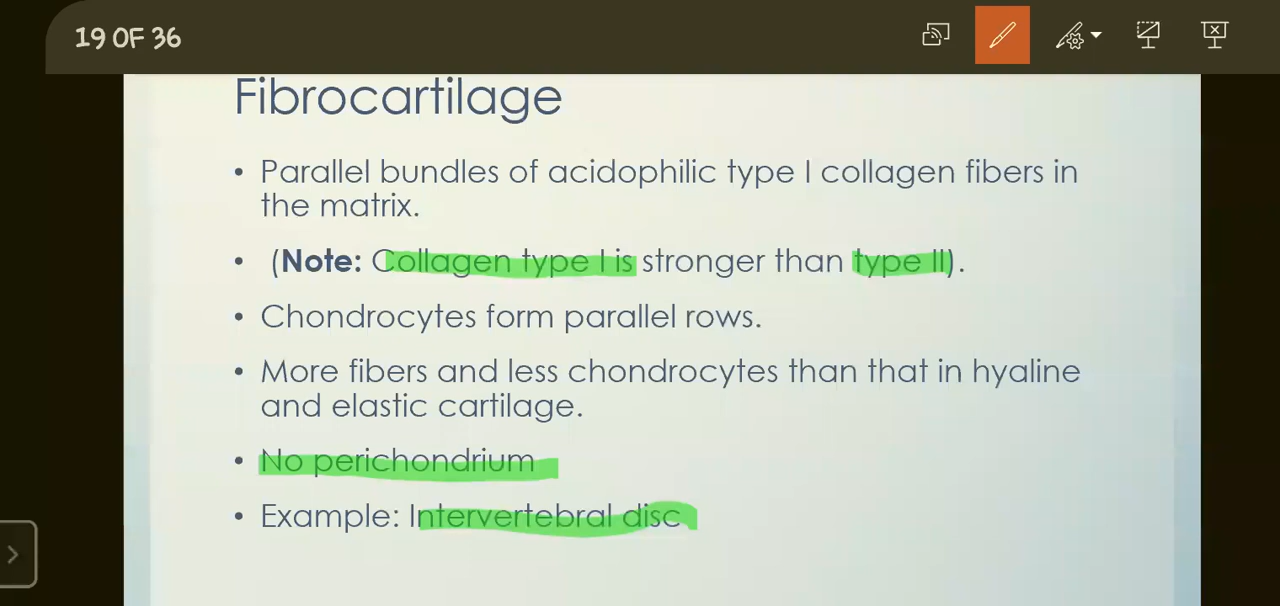 19 OF 36
Fibrocartilage
• Parallel bundles of acidophilic type I collagen fibers in
the matrix.
• (Note: Collagen type I is stronger than type II).
• Chondrocytes form parallel rows.
• More fibers and less chondrocytes than that in hyaline
and elastic cartilage.
• No perichondrium
• Example: Intervertebral disc